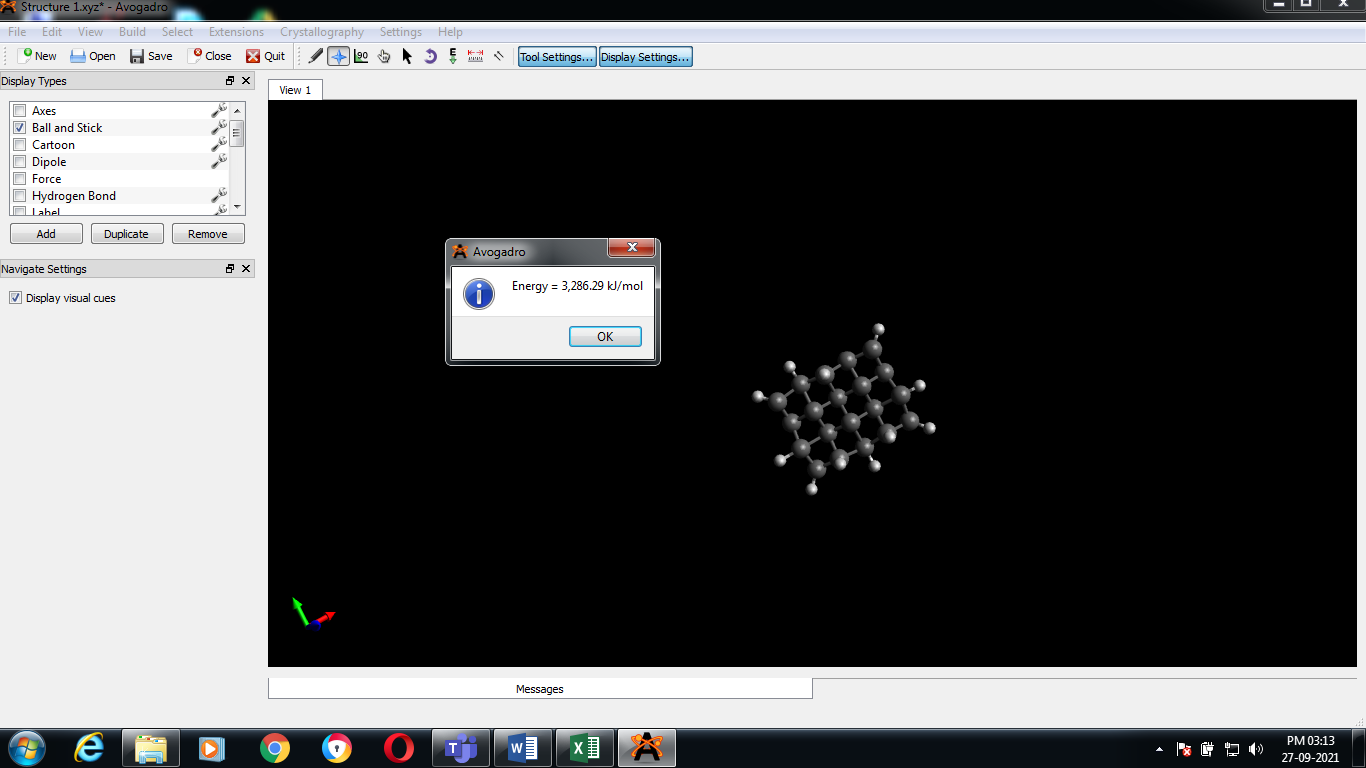 Structure 1.xyz* - Avogadro
File Edit View Build Select Extensions Crystallography Settings Help
New Open Save Close Quit 90 E Tool Settings... Display Settings...
Display Types
View 1
Axes
Ball and Stick
Cartoon
Dipole
Force
Hydrogen Bond
Label
Add Duplicate Remove
Navigate Settings
Display visual cues
Avogadro
Energy = 3,286.29 kJ/mol
OK
Messages
PM 03:13
27-09-2021